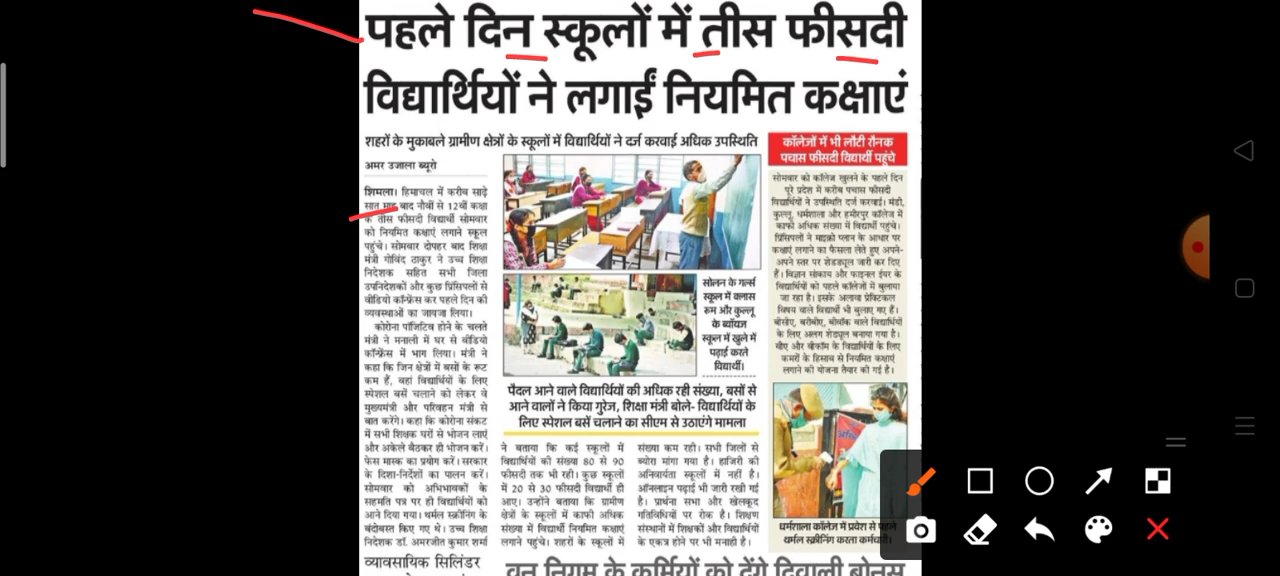 पहले दिन स्कूलों में तीस फीसदी
विद्यार्थियों ने लगाईं नियमित कक्षाएं
शहरों के मुकाबले ग्रामीण क्षेत्रों के स्कूलों में विद्यार्थियों ने दर्ज करवाई अधिक उपस्थिति
अमर उजाला ब्यूरो
शिमला। हिमाचल में करीब साढ़े
सात माह बाद नौवीं से 12वीं कक्षा
के तीस फीसदी विद्यार्थी सोमवार
को नियमित कक्षाएं लगाने स्कूल
पहुंचे। सोमवार दोपहर बाद शिक्षा
मंत्री गोविंद ठाकुर ने उच्च शिक्षा
निदेशक सहित सभी जिला
उपनिदेशकों और कुछ प्रिंसिपलों से
वीडियो कॉन्फ्रेंस कर पहले दिन की
व्यवस्थाओं का जायजा लिया।
कोरोना पॉजिटिव होने के चलते
मंत्री ने मनाली में घर से वीडियो
कॉन्फ्रेंस में भाग लिया। मंत्री ने
कहा कि जिन क्षेत्रों में बसों के रूट
कम हैं, वहां विद्यार्थियों के लिए
स्पेशल बसें चलाने को लेकर वे
मुख्यमंत्री और परिवहन मंत्री से
बात करेंगे। कहा कि कोरोना संकट
में सभी शिक्षक घरों से भोजन लाएं
और अकेले बैठकर ही भोजन करें।
फेस मास्क का प्रयोग करें। सरकार
के दिशा-निर्देशों का पालन करें।
सोमवार को अभिभावकों के
सहमति पत्र पर ही विद्यार्थियों को
आने दिया गया। थर्मल स्क्रीनिंग के
बंदोबस्त किए गए थे। उच्च शिक्षा
निदेशक डॉ. अमरजीत कुमार शर्मा
सोलन के गर्ल्स
स्कूल में क्लास
रूम और कुल्लू
के ब्वॉयज
स्कूल में खुले में
पढ़ाई करते
विद्यार्थी।
पैदल आने वाले विद्यार्थियों की अधिक रही संख्या, बसों से
आने वालों ने किया गुरेज, शिक्षा मंत्री बोले- विद्यार्थियों के
लिए स्पेशल बसें चलाने का सीएम से उठाएंगे मामला
ने बताया कि कई स्कूलों में
विद्यार्थियों की संख्या 80 से 90
फीसदी तक भी रही। कुछ स्कूलों
में 20 से 30 फीसदी विद्यार्थी ही
आए। उन्होंने बताया कि ग्रामीण
क्षेत्रों के स्कूलों में काफी अधिक
संख्या में विद्यार्थी नियमित कक्षाएं
लगाने पहुंचे। शहरों के स्कूलों में
संख्या कम रही। सभी जिलों से
ब्योरा मांगा गया है। हाजिरी की
अनिवार्यता स्कूलों में नहीं है।
ऑनलाइन पढ़ाई भी जारी रखी गई
है। प्रार्थना सभा और खेलकूद
गतिविधियों पर रोक है। शिक्षण
संस्थानों में शिक्षकों और विद्यार्थियों
के एकत्र होने पर भी मनाही है।
कॉलेजों में भी लौटी रौनक
पचास फीसदी विद्यार्थी पहुंचे
सोमवार को कॉलेज खुलने के पहले दिन
पूरे प्रदेश में करीब पचास फीसदी
विद्यार्थियों ने उपस्थिति दर्ज करवाई। मंडी,
कुल्लू, धर्मशाला और हमीरपुर कॉलेज में
काफी अधिक संख्या में विद्यार्थी पहुंचे।
प्रिंसिपलों ने माइक्रो प्लान के आधार पर
कक्षाएं लगाने का फैसला लेते हुए अपने-
अपने स्तर पर शेडड्यूल जारी कर दिए
हैं। विज्ञान संकाय और फाइनल ईयर के
विद्यार्थियों को पहले कॉलेजों में बुलाया
जा रहा है। इसके अलावा प्रेक्टिकल
विषय वाले विद्यार्थी भी बुलाए गए हैं।
बीसीए, बीबीए, बीवॉक वाले विद्यार्थियों
के लिए अलग शेड्यूल बनाया गया है।
बीए और बीकॉम के विद्यार्थियों के लिए
कमरों के हिसाब से नियमित कक्षाएं
लगाने की योजना तैयार की गई है।
धर्मशाला कॉलेज में प्रवेश से पहले
थर्मल स्क्रीनिंग करता कर्मचारी।
व्यावसायिक सिलिंडर
वन निगम के कर्मियों को देंगे दिवाली बोनस